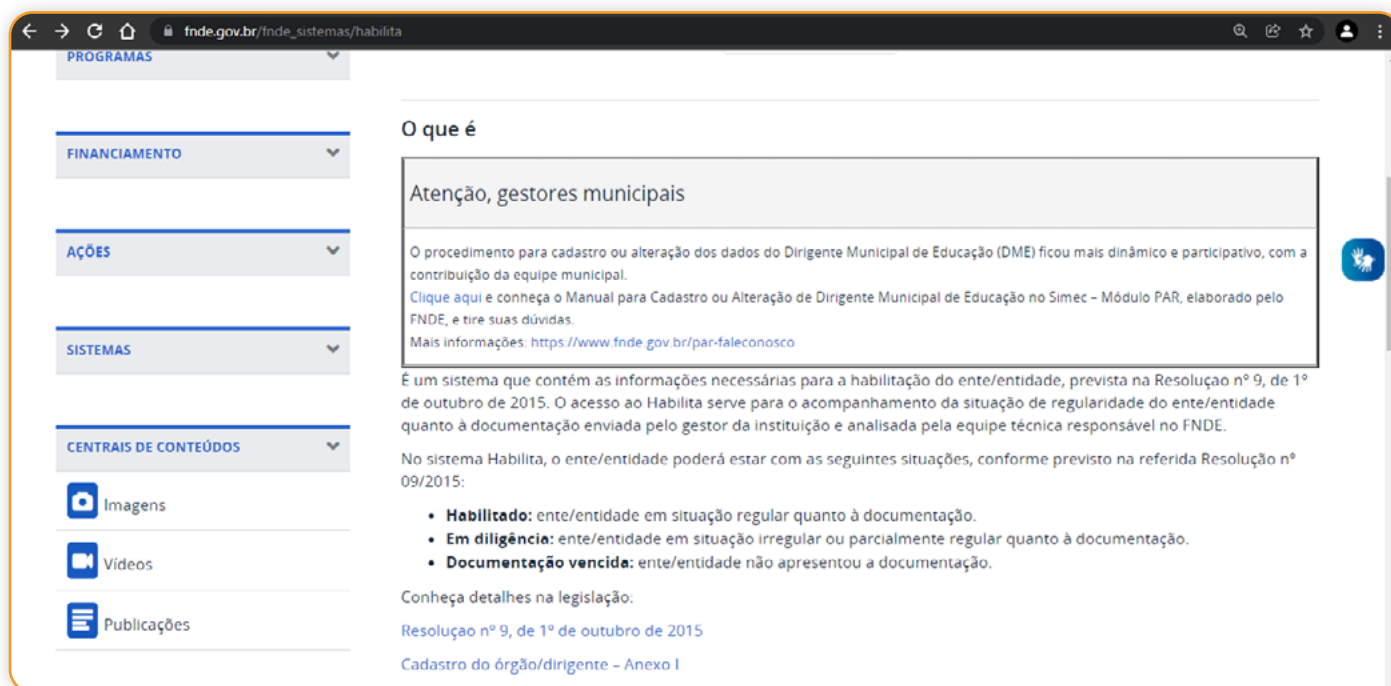 fnde.gov.br/fnde_sistemas/habilita
PROGRAMAS
FINANCIAMENTO
AÇÕES
SISTEMAS
CENTRAIS DE CONTEÚDOS
Imagens
Vídeos
Publicações
O que é
Atenção, gestores municipais
O procedimento para cadastro ou alteração dos dados do Dirigente Municipal de Educação (DME) ficou mais dinâmico e participativo, com a
contribuição da equipe municipal.
Clique aqui e conheça o Manual para Cadastro ou Alteração de Dirigente Municipal de Educação no Simec – Módulo PAR, elaborado pelo
FNDE, e tire suas dúvidas.
Mais informações: https://www.fnde.gov.br/par-faleconosco
É um sistema que contém as informações necessárias para a habilitação do ente/entidade, prevista na Resoluçao nº 9, de 1º
de outubro de 2015. O acesso ao Habilita serve para o acompanhamento da situação de regularidade do ente/entidade
quanto à documentação enviada pelo gestor da instituição e analisada pela equipe técnica responsável no FNDE.
No sistema Habilita, o ente/entidade poderá estar com as seguintes situações, conforme previsto na referida Resolução nº
09/2015:
• Habilitado: ente/entidade em situação regular quanto à documentação.
• Em diligência: ente/entidade em situação irregular ou parcialmente regular quanto à documentação.
• Documentação vencida: ente/entidade não apresentou a documentação.
Conheça detalhes na legislação:
Resoluçao nº 9, de 1º de outubro de 2015
Cadastro do órgão/dirigente – Anexo I